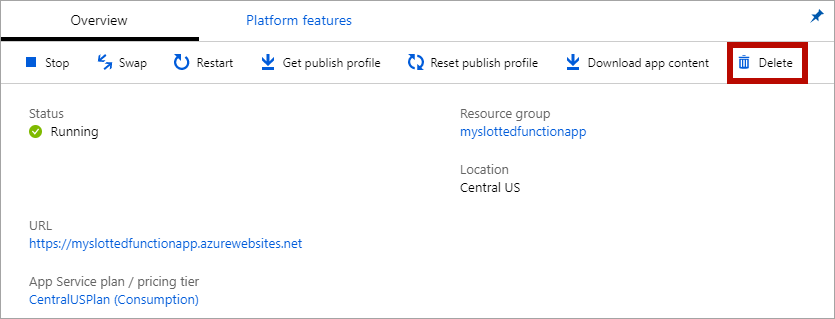 Overview
Platform features
Stop
Swap
Restart
Get publish profile
Reset publish profile
Download app content
Delete
Status
Running
Resource group
myslottedfunctionapp
Location
Central US
URL
https://myslottedfunctionapp.azurewebsites.net
App Service plan / pricing tier
CentralUSPlan (Consumption)